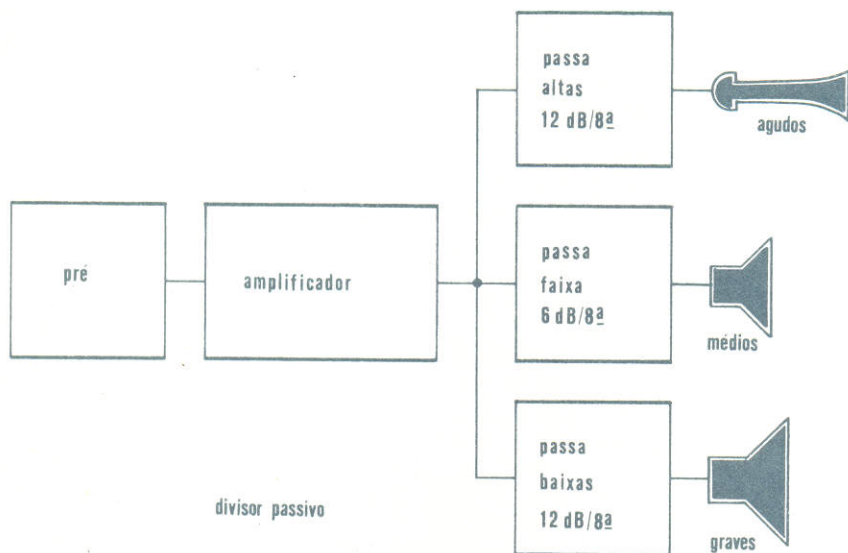 passa
altas
12 dB/8ª
agudos
pré
amplificador
passa
faixa
6 dB/8ª
médios
passa
baixas
12 dB/8ª
graves
divisor passivo